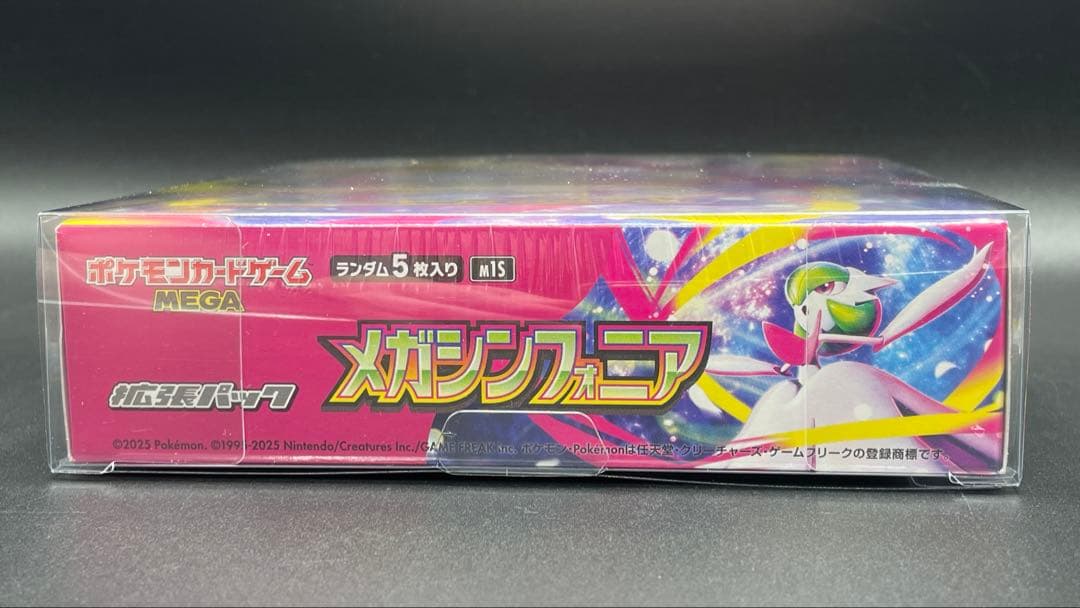 ポケモンカードゲーム
MEGA
ランダム5枚入り M1S
メガシンフォニア
拡張パック
©2025 Pokémon. ©1995-2025 Nintendo/Creatures Inc./GAME FREAK inc. ポケモン・Pokémonは任天堂・クリーチャーズ・ゲームフリークの登録商標です。